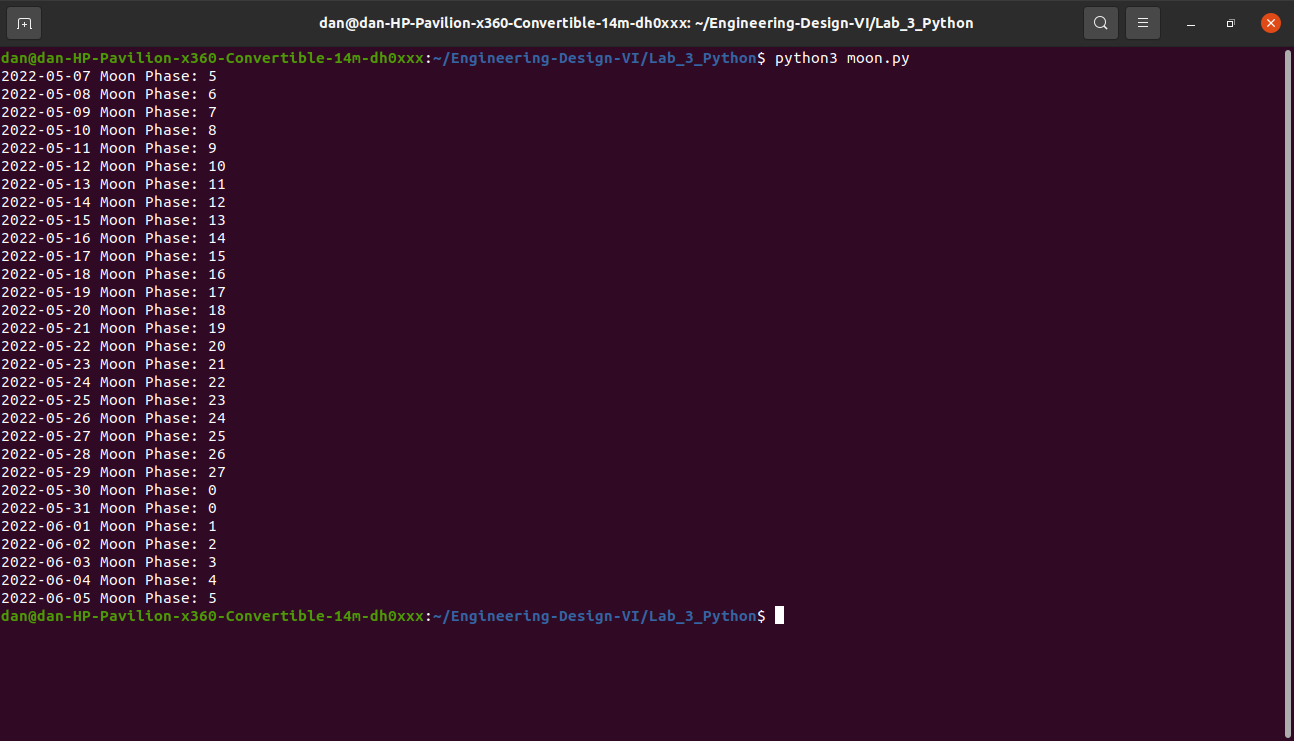 dan@dan-HP-Pavilion-x360-Convertible-14m-dh0xxx: ~/Engineering-Design-VI/Lab_3_Python
dan@dan-HP-Pavilion-x360-Convertible-14m-dh0xxx:~/Engineering-Design-VI/Lab_3_Python$ python3 moon.py
2022-05-07 Moon Phase: 5
2022-05-08 Moon Phase: 6
2022-05-09 Moon Phase: 7
2022-05-10 Moon Phase: 8
2022-05-11 Moon Phase: 9
2022-05-12 Moon Phase: 10
2022-05-13 Moon Phase: 11
2022-05-14 Moon Phase: 12
2022-05-15 Moon Phase: 13
2022-05-16 Moon Phase: 14
2022-05-17 Moon Phase: 15
2022-05-18 Moon Phase: 16
2022-05-19 Moon Phase: 17
2022-05-20 Moon Phase: 18
2022-05-21 Moon Phase: 19
2022-05-22 Moon Phase: 20
2022-05-23 Moon Phase: 21
2022-05-24 Moon Phase: 22
2022-05-25 Moon Phase: 23
2022-05-26 Moon Phase: 24
2022-05-27 Moon Phase: 25
2022-05-28 Moon Phase: 26
2022-05-29 Moon Phase: 27
2022-05-30 Moon Phase: 0
2022-05-31 Moon Phase: 0
2022-06-01 Moon Phase: 1
2022-06-02 Moon Phase: 2
2022-06-03 Moon Phase: 3
2022-06-04 Moon Phase: 4
2022-06-05 Moon Phase: 5
dan@dan-HP-Pavilion-x360-Convertible-14m-dh0xxx:~/Engineering-Design-VI/Lab_3_Python$